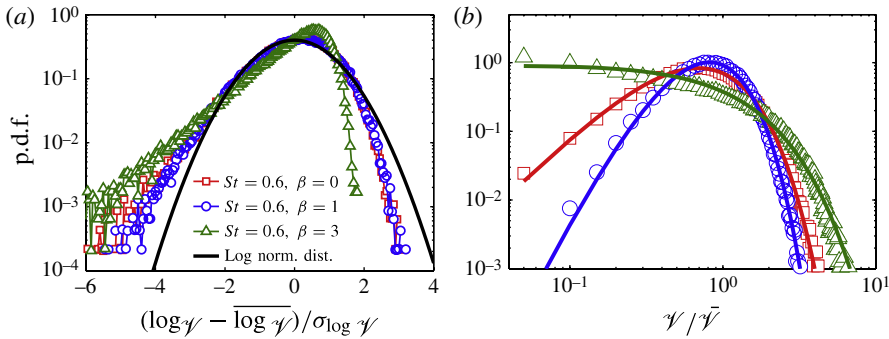 (a)
10^0
10^-1
10^-2
10^-3
10^-4
p.d.f.
St = 0.6, β = 0
St = 0.6, β = 1
St = 0.6, β = 3
Log norm. dist.
-6 -4 -2 0 2 4
(log 𝒱 − \overline{log 𝒱})/σ_{log 𝒱}
(b)
10^0
10^-1
10^-2
10^-3
10^-1 10^0 10^1
𝒱/\bar{𝒱}